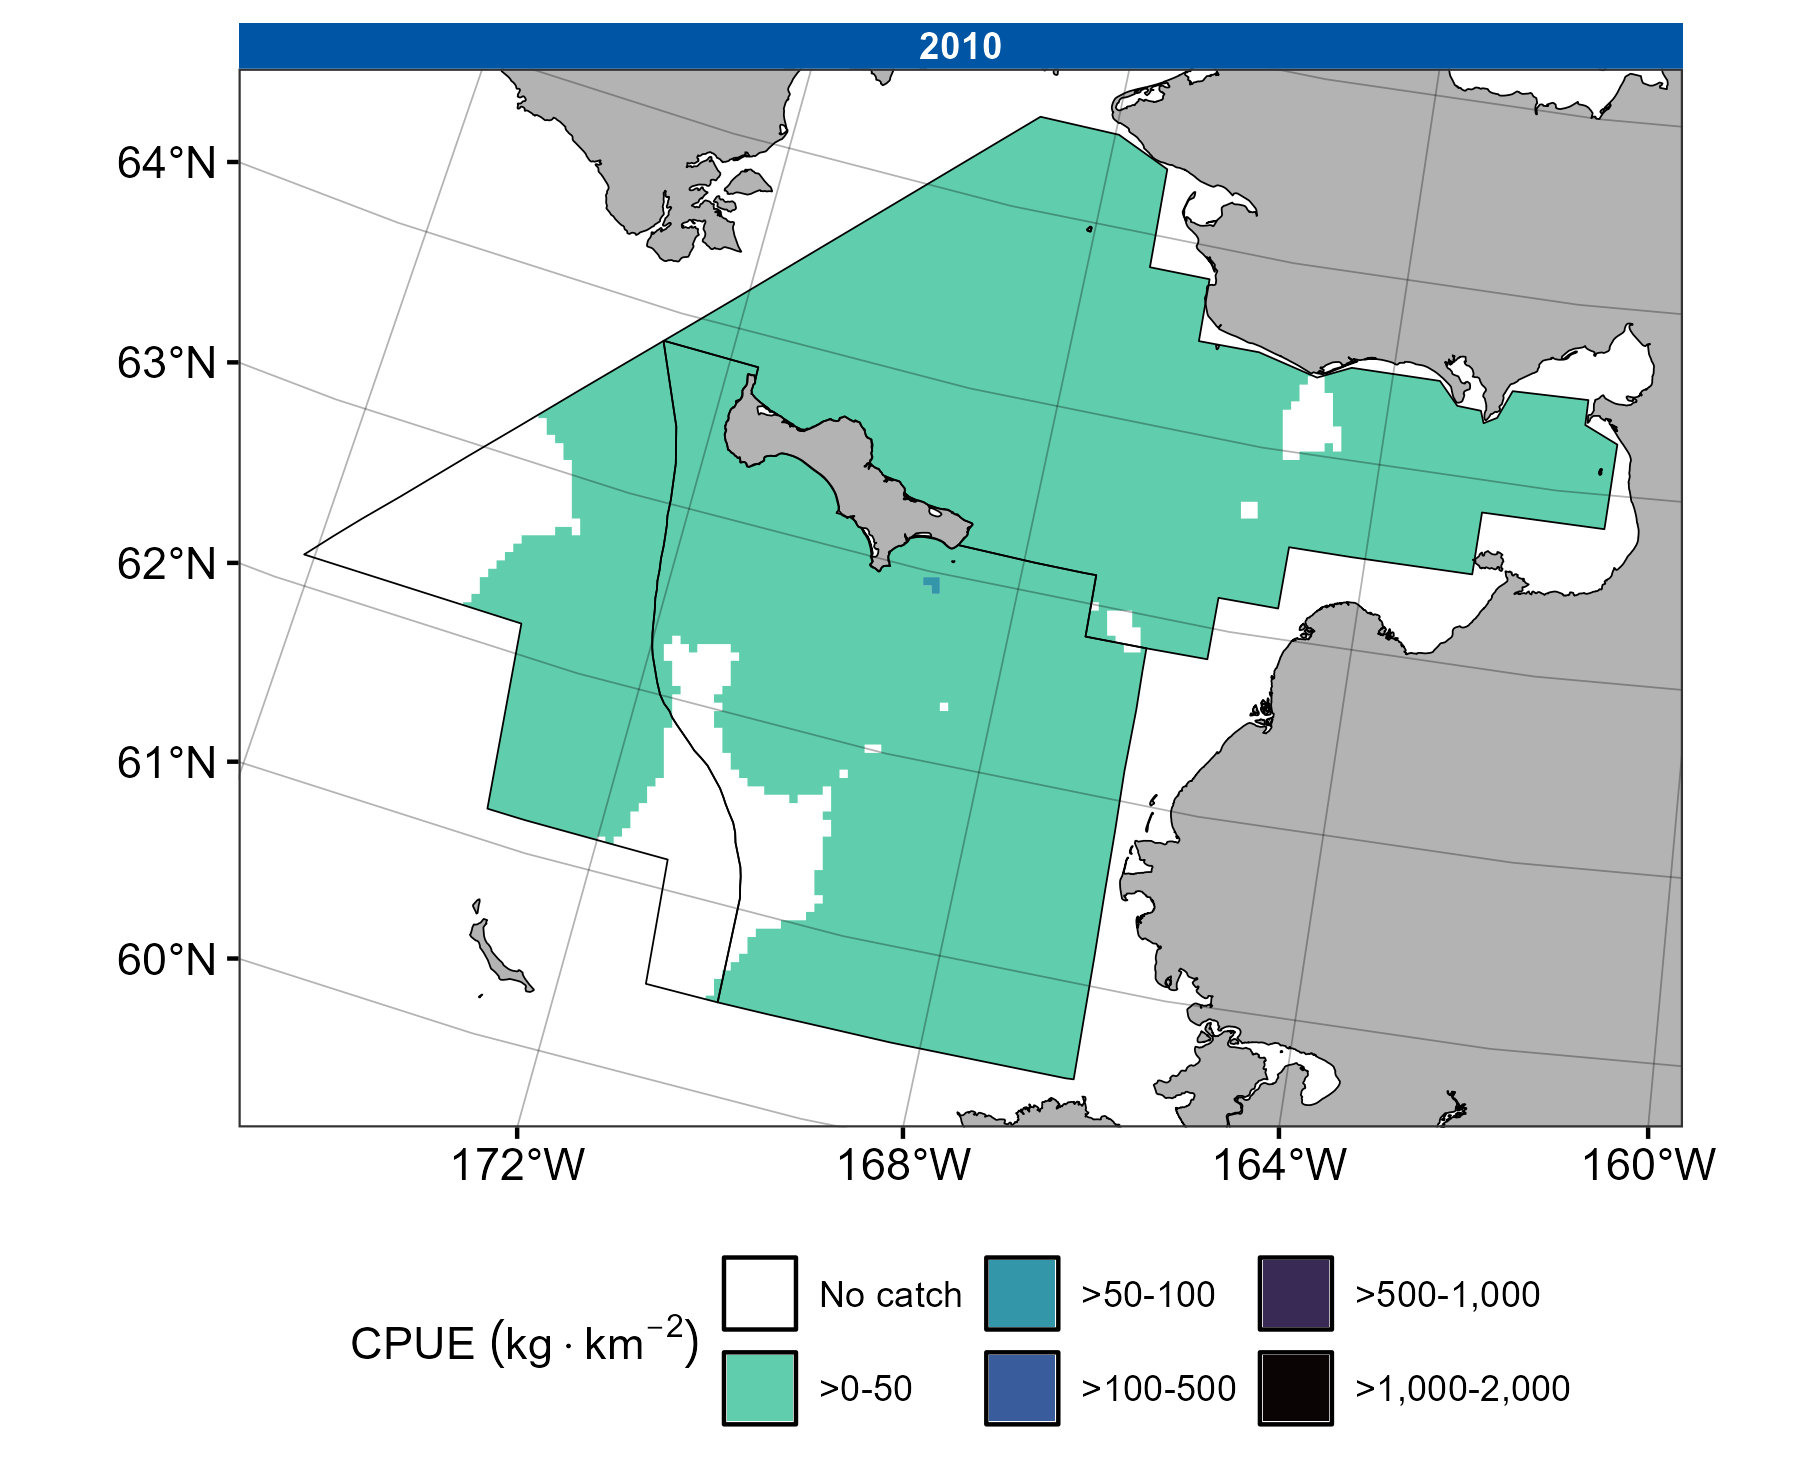 2010
64°N
63°N
62°N
61°N
60°N
172°W 168°W 164°W 160°W
CPUE (kg · km⁻²)
No catch
>0-50
>50-100
>100-500
>500-1,000
>1,000-2,000